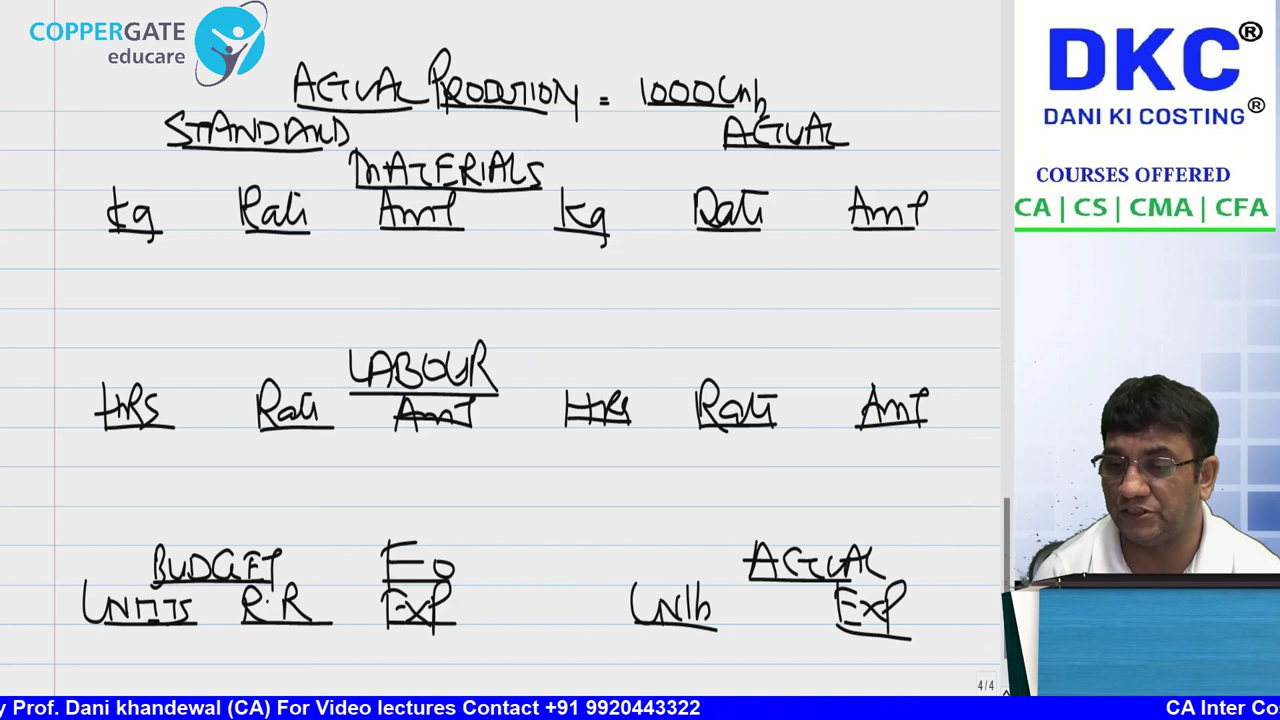 COPPERGATE
educare
DKC®
DANI KI COSTING®
COURSES OFFERED
CA | CS | CMA | CFA
ACTUAL PRODUTION = 1000 Units
STANDARD ACTUAL
MATERIALS
Kg Rate Amt Kg Rate Amt
LABOUR
HRS Rate Amt HRS Rate Amt
BUDGET FO ACTUAL
UNITS R.R EXP Units EXP
4/4
y Prof. Dani khandewal (CA) For Video lectures Contact +91 9920443322
CA Inter Co